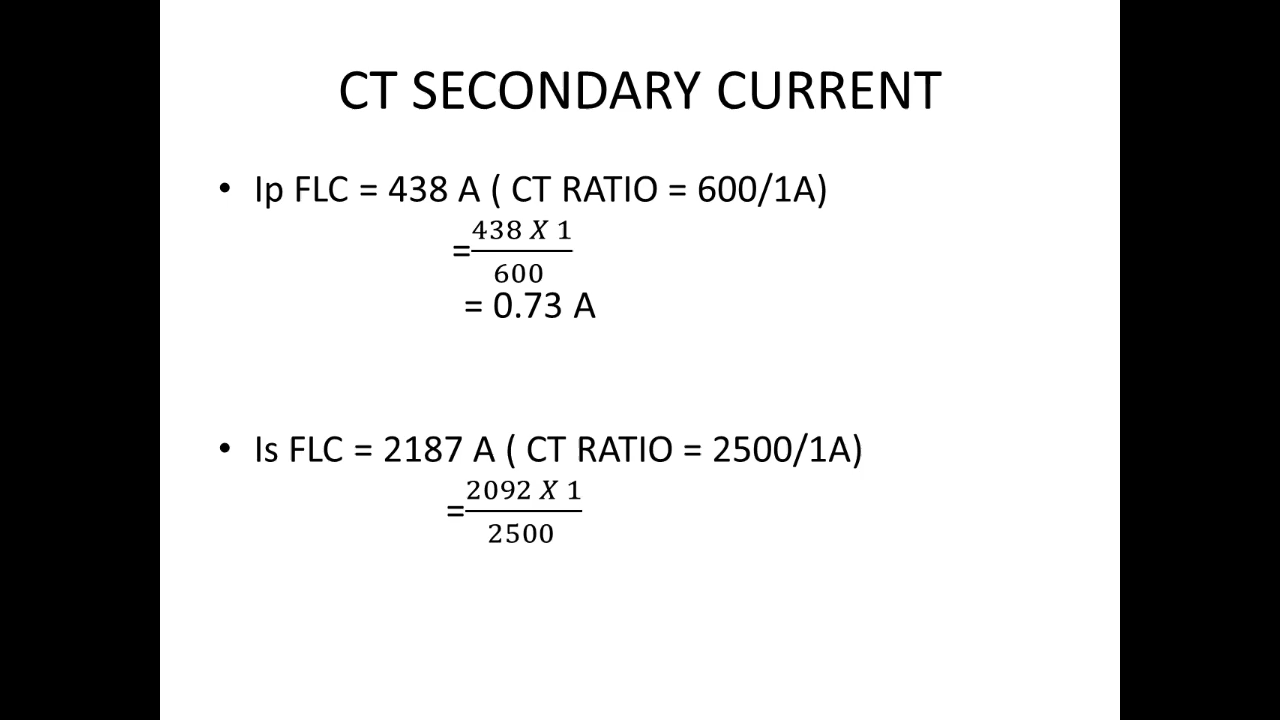 CT SECONDARY CURRENT
• Ip FLC = 438 A ( CT RATIO = 600/1A)
438 X 1
=
600
= 0.73 A
• Is FLC = 2187 A ( CT RATIO = 2500/1A)
2092 X 1
=
2500